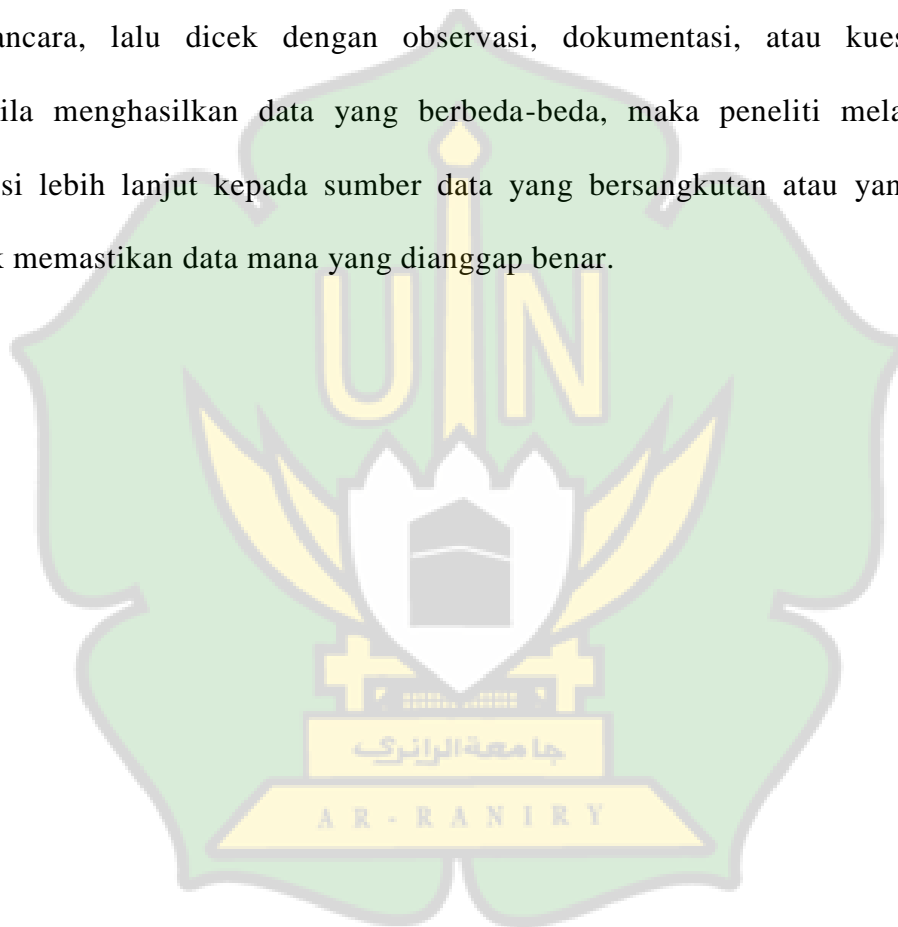 ancara, lalu dicek dengan observasi, dokumentasi, atau kues
ila menghasilkan data yang berbeda-beda, maka peneliti mela
si lebih lanjut kepada sumber data yang bersangkutan atau yan
k memastikan data mana yang dianggap benar.
UIN
جامعة الرانري
AR-RANIRY